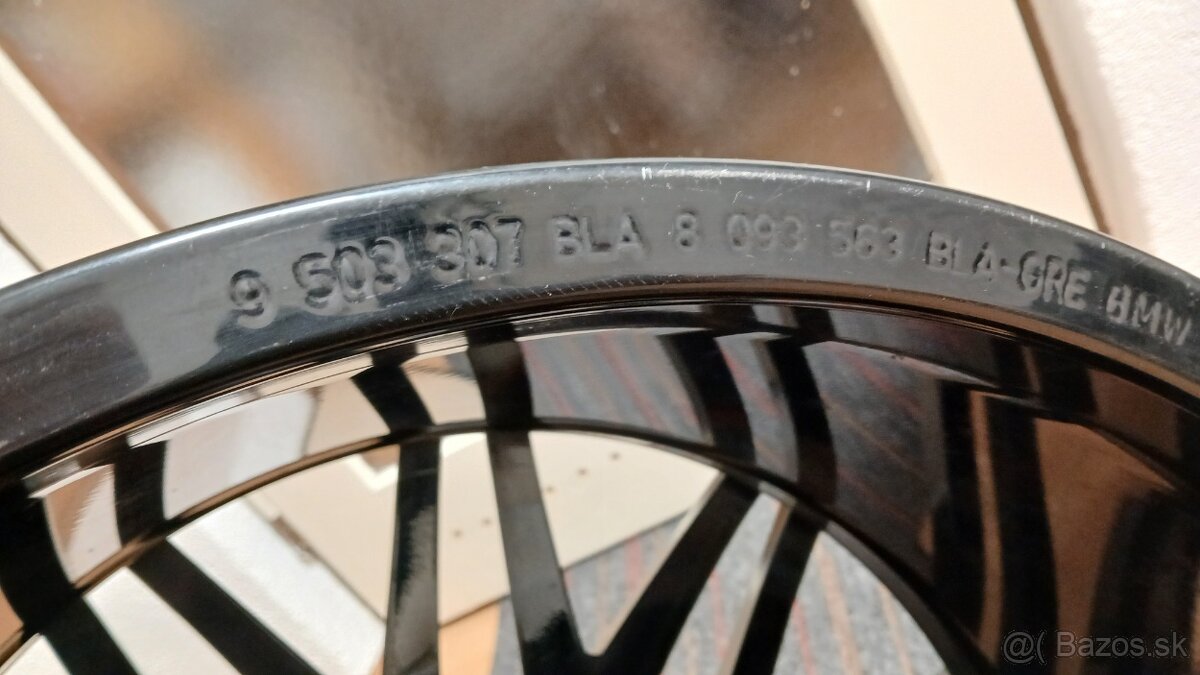 9 503 307 BLA 8 093 563 BLA-GRE BMW
@( Bazos.sk